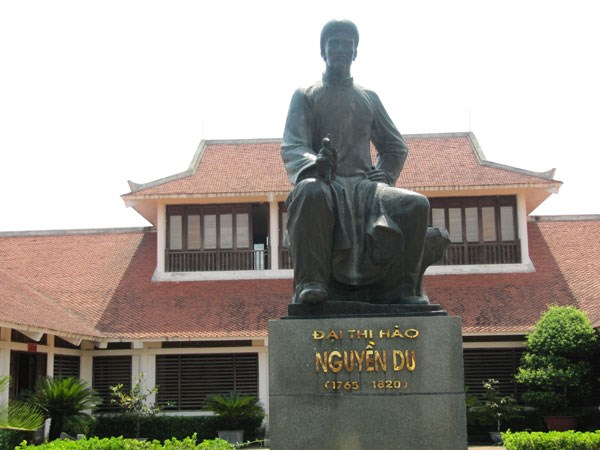 ĐẠI THI HÀO
NGUYỄN DU
(1765 1820)